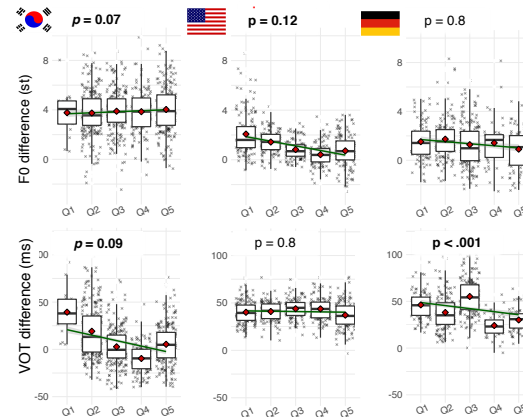 p = 0.07
p = 0.12
p = 0.8
F0 difference (st)
8
4
0
Q1 Q2 Q3 Q4 Q5
8
4
0
Q1 Q2 Q3 Q4 Q5
8
4
0
Q1 Q2 Q3 Q4 Q5
p = 0.09
p = 0.8
p < .001
VOT difference (ms)
100
50
0
-50
Q1 Q2 Q3 Q4 Q5
100
50
0
-50
Q1 Q2 Q3 Q4 Q5
100
50
0
-50
Q1 Q2 Q3 Q4 Q5